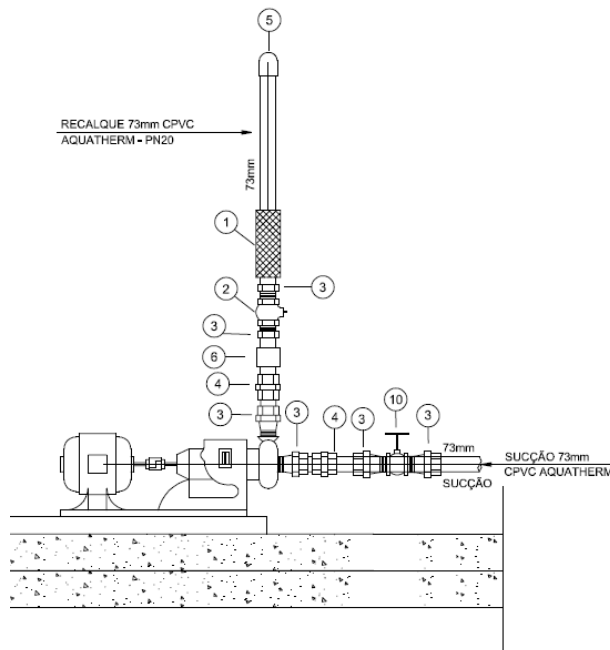 5
RECALQUE 73mm CPVC
AQUATHERM - PN20
73mm
1
3
2
3
6
4
3
3
4
3
10
3
73mm
SUCÇÃO 73mm
CPVC AQUATHERM
SUCÇÃO